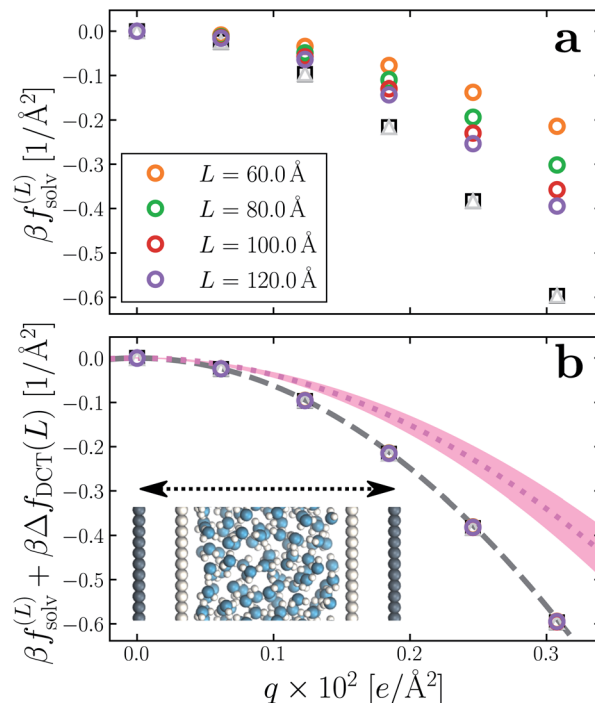 a
0.0
−0.1
−0.2
−0.3
−0.4
−0.5
−0.6
βf_solv^(L) [1/Å²]
L = 60.0 Å
L = 80.0 Å
L = 100.0 Å
L = 120.0 Å
b
0.0
−0.1
−0.2
−0.3
−0.4
−0.5
−0.6
βf_solv^(L) + βΔf_DCT(L) [1/Å²]
0.0 0.1 0.2 0.3
q × 10² [e/Å²]